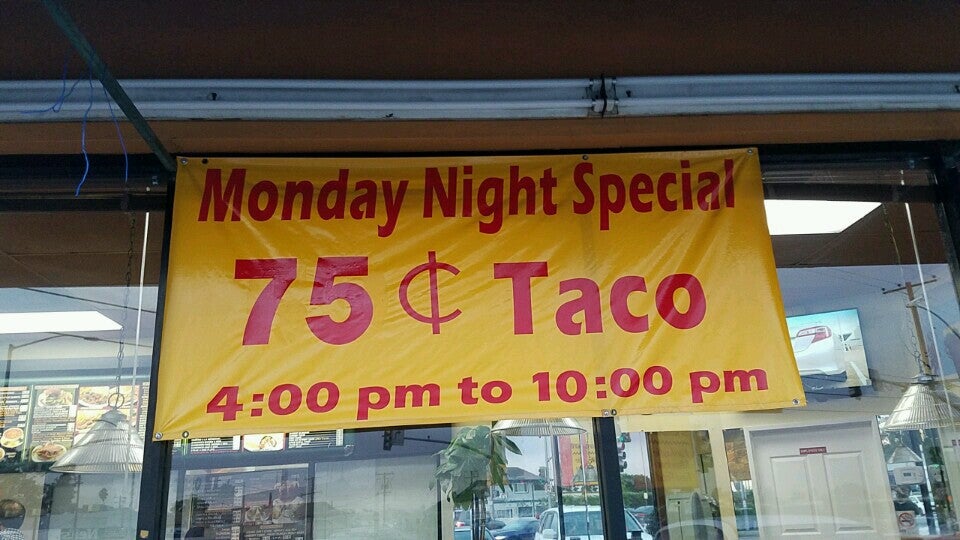 Monday Night Special
75¢ Taco
4:00 pm to 10:00 pm